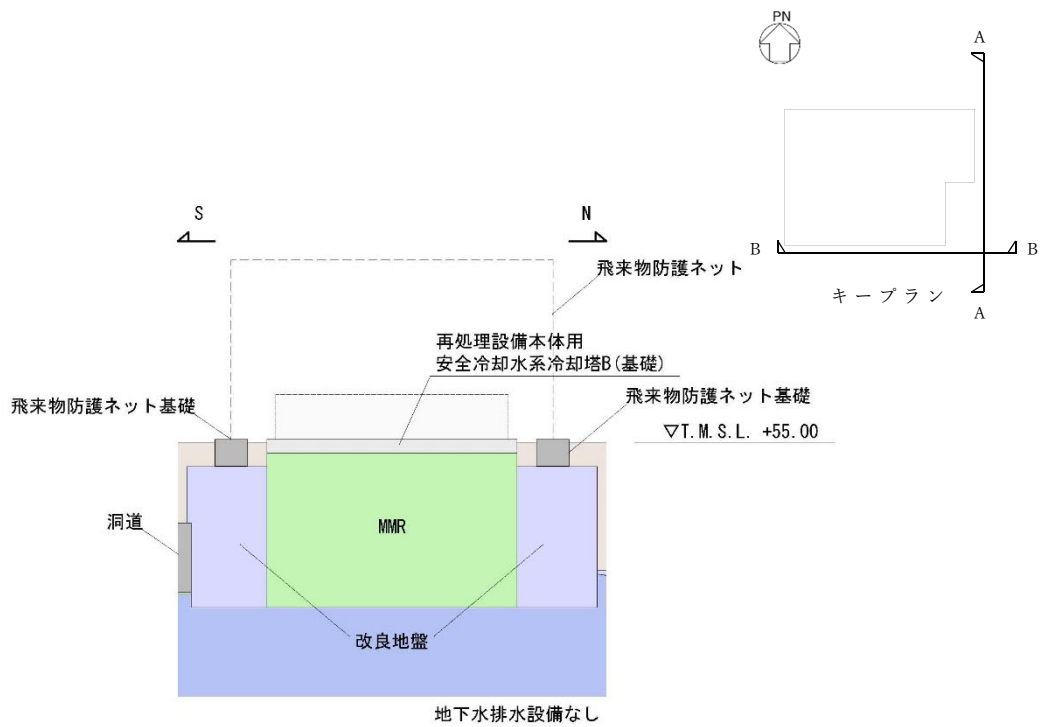 PN
A
B
B
キープラン
A
S
N
飛来物防護ネット
再処理設備本体用
安全冷却水系冷却塔B(基礎)
飛来物防護ネット基礎
飛来物防護ネット基礎
▽T.M.S.L. +55.00
洞道
MMR
改良地盤
地下水排水設備なし